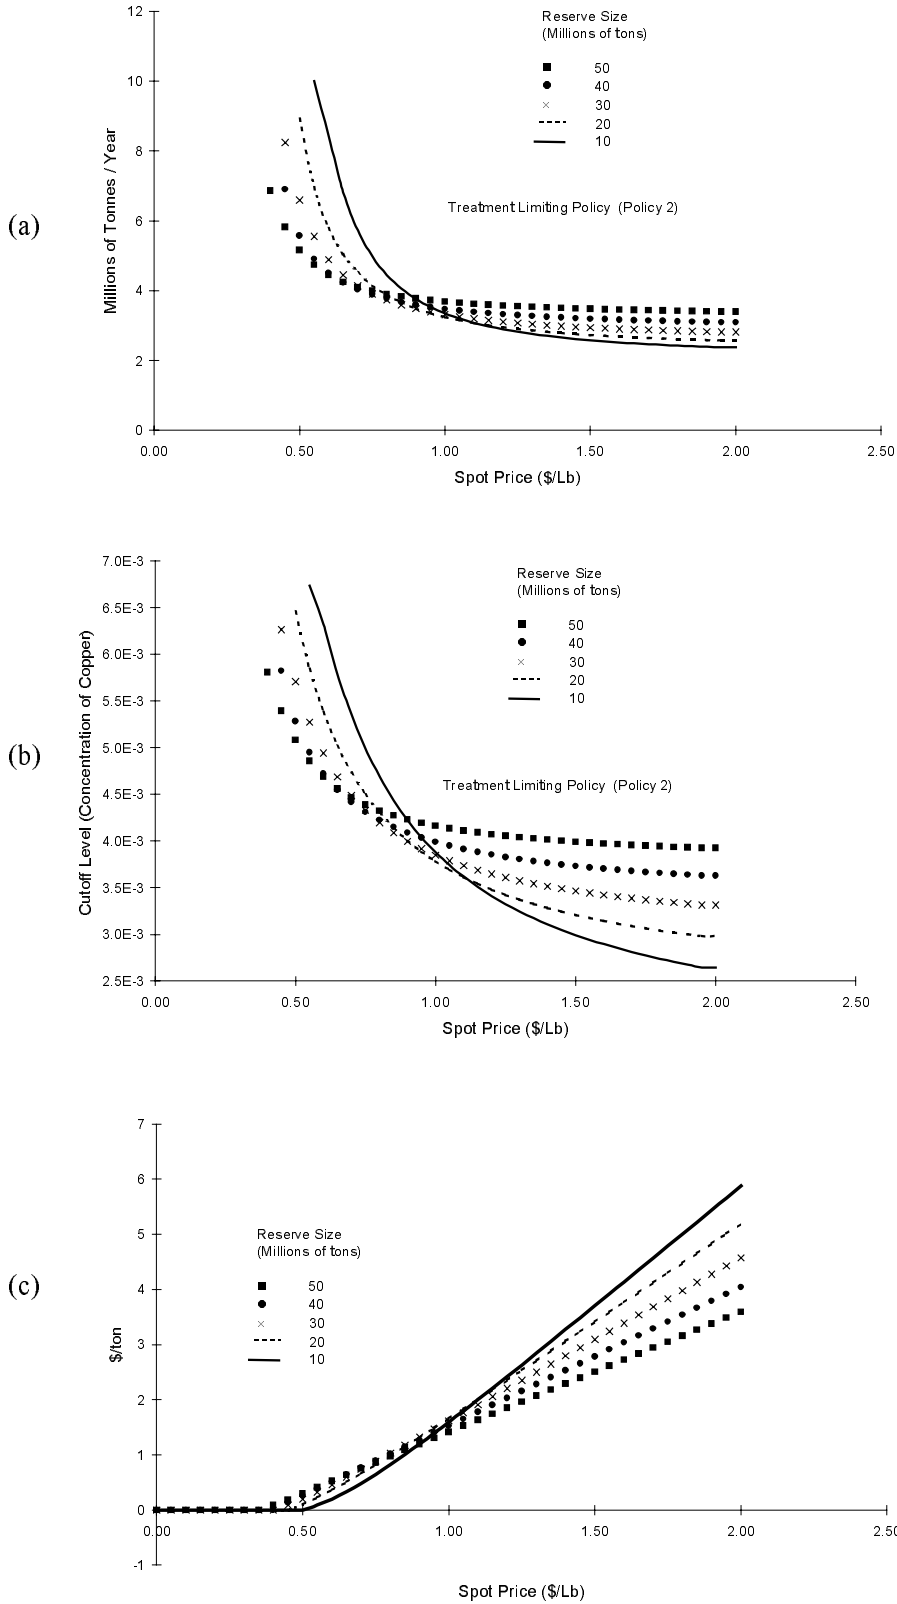 (a)
Millions of Tonnes / Year
12
10
8
6
4
2
0
0.00 0.50 1.00 1.50 2.00 2.50
Spot Price ($/Lb)
Reserve Size
(Millions of tons)
50
40
30
20
10
Treatment Limiting Policy (Policy 2)
(b)
Cutoff Level (Concentration of Copper)
7.0E-3
6.5E-3
6.0E-3
5.5E-3
5.0E-3
4.5E-3
4.0E-3
3.5E-3
3.0E-3
2.5E-3
0.00 0.50 1.00 1.50 2.00 2.50
Spot Price ($/Lb)
Reserve Size
(Millions of tons)
50
40
30
20
10
Treatment Limiting Policy (Policy 2)
(c)
$/ton
7
6
5
4
3
2
1
0
-1
0.00 0.50 1.00 1.50 2.00 2.50
Spot Price ($/Lb)
Reserve Size
(Millions of tons)
50
40
30
20
10